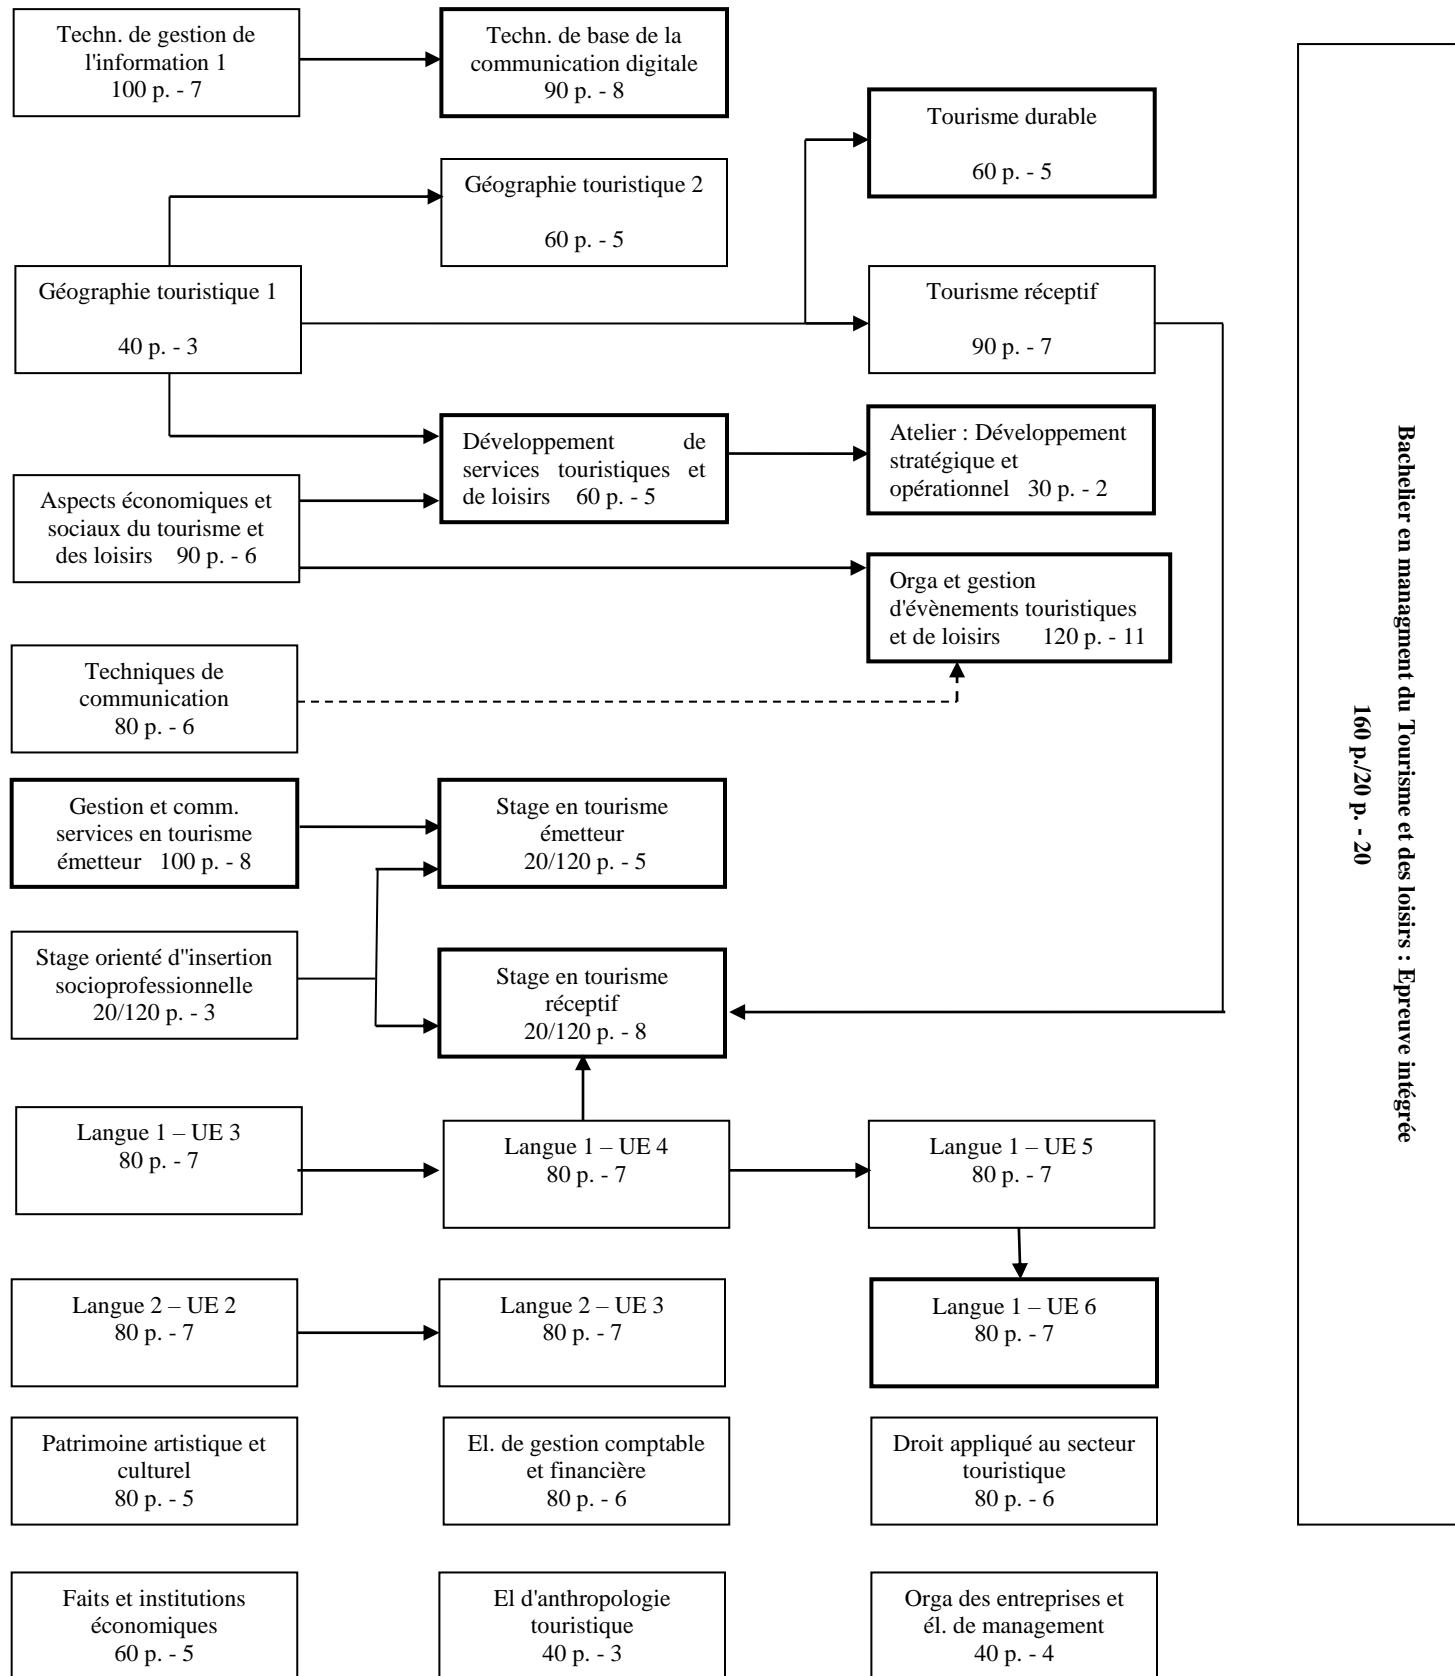 Techn. de gestion de
l'information 1
100 p. - 7
Techn. de base de la
communication digitale
90 p. - 8
Tourisme durable
60 p. - 5
Géographie touristique 2
60 p. - 5
Géographie touristique 1
40 p. - 3
Tourisme réceptif
90 p. - 7
Développement de
services touristiques et
de loisirs 60 p. - 5
Atelier : Développement
stratégique et
opérationnel 30 p. - 2
Aspects économiques et
sociaux du tourisme et
des loisirs 90 p. - 6
Orga et gestion
d'évènements touristiques
et de loisirs 120 p. - 11
Techniques de
communication
80 p. - 6
Gestion et comm.
services en tourisme
émetteur 100 p. - 8
Stage en tourisme
émetteur
20/120 p. - 5
Stage orienté d"insertion
socioprofessionnelle
20/120 p. - 3
Stage en tourisme
réceptif
20/120 p. - 8
Langue 1 – UE 3
80 p. - 7
Langue 1 – UE 4
80 p. - 7
Langue 1 – UE 5
80 p. - 7
Langue 2 – UE 2
80 p. - 7
Langue 2 – UE 3
80 p. - 7
Langue 1 – UE 6
80 p. - 7
Patrimoine artistique et
culturel
80 p. - 5
El. de gestion comptable
et financière
80 p. - 6
Droit appliqué au secteur
touristique
80 p. - 6
Faits et institutions
économiques
60 p. - 5
El d'anthropologie
touristique
40 p. - 3
Orga des entreprises et
él. de management
40 p. - 4
Bachelier en managment du Tourisme et des loisirs : Epreuve intégrée
160 p./20 p. - 20